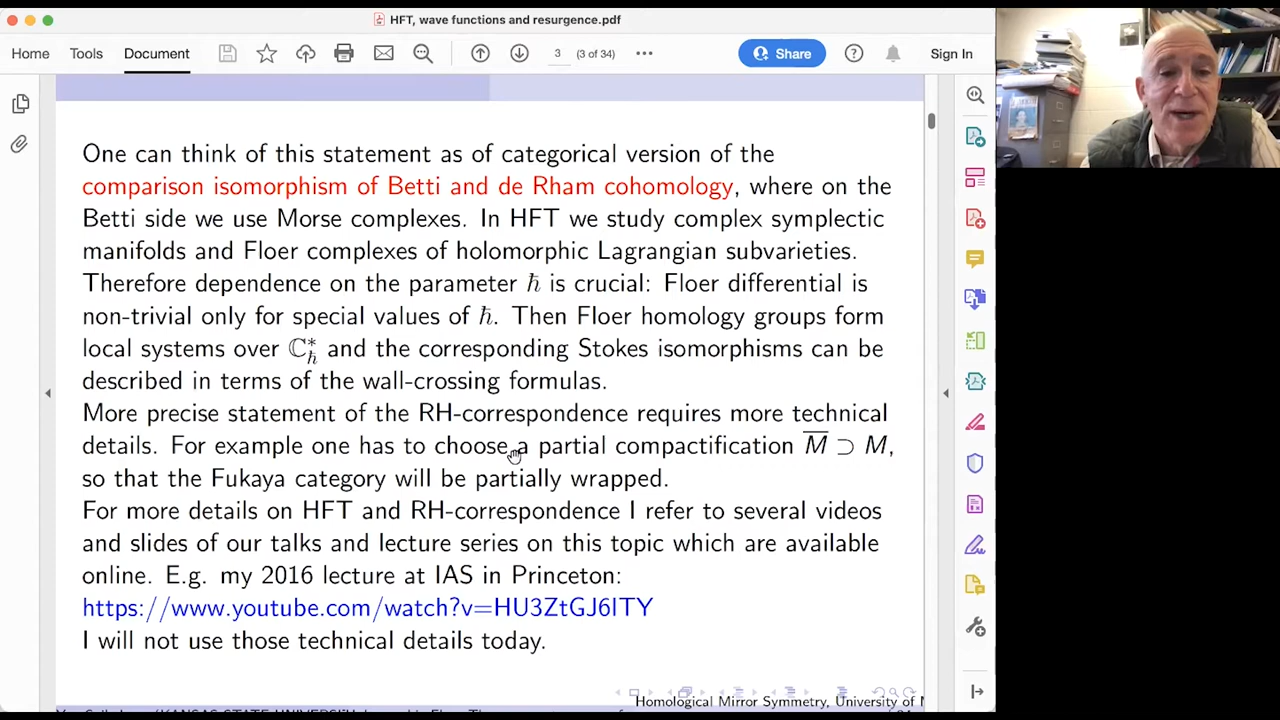 HFT, wave functions and resurgence.pdf
Home Tools Document 3 (3 of 34) Share Sign In
One can think of this statement as of categorical version of the
comparison isomorphism of Betti and de Rham cohomology, where on the
Betti side we use Morse complexes. In HFT we study complex symplectic
manifolds and Floer complexes of holomorphic Lagrangian subvarieties.
Therefore dependence on the parameter ℏ is crucial: Floer differential is
non-trivial only for special values of ℏ. Then Floer homology groups form
local systems over ℂ*ℏ and the corresponding Stokes isomorphisms can be
described in terms of the wall-crossing formulas.
More precise statement of the RH-correspondence requires more technical
details. For example one has to choose a partial compactification M̅ ⊃ M,
so that the Fukaya category will be partially wrapped.
For more details on HFT and RH-correspondence I refer to several videos
and slides of our talks and lecture series on this topic which are available
online. E.g. my 2016 lecture at IAS in Princeton:
https://www.youtube.com/watch?v=HU3ZtGJ6lTY
I will not use those technical details today.
Homological Mirror Symmetry, University of